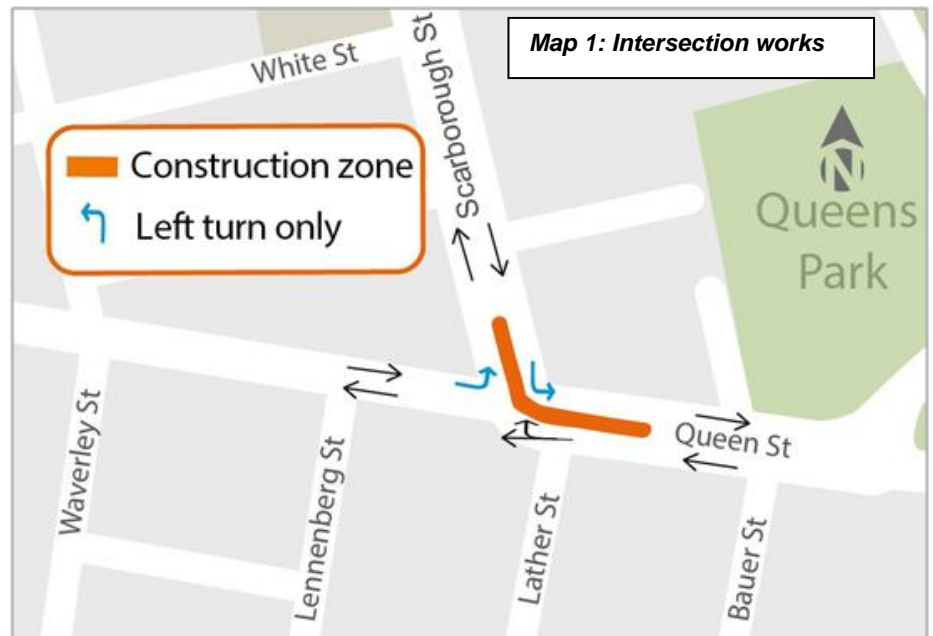 Map 1: Intersection works
White St
Scarborough St
Construction zone
Left turn only
N
Queens
Park
Queen St
Waverley St
Lennenberg St
Lather St
Bauer St